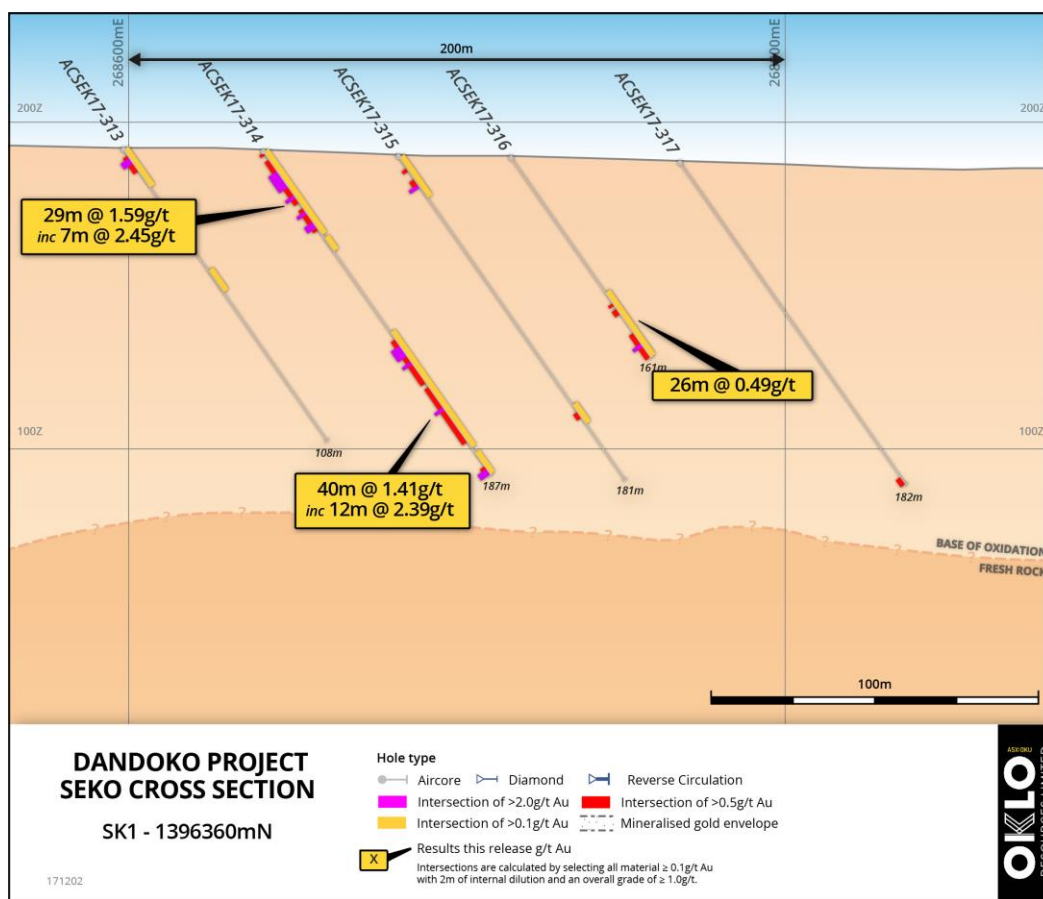 268600mE
268800mE
200m
ACSEK17-313
ACSEK17-314
ACSEK17-315
ACSEK17-316
ACSEK17-317
200Z
200Z
29m @ 1.59g/t
inc 7m @ 2.45g/t
161m
26m @ 0.49g/t
100Z
100Z
108m
40m @ 1.41g/t
inc 12m @ 2.39g/t
187m
181m
182m
? ? ? ? ? ? ? ?
BASE OF OXIDATION
FRESH ROCK
100m
DANDOKO PROJECT
SEKO CROSS SECTION
SK1 - 1396360mN
171202
Hole type
Aircore Diamond Reverse Circulation
Intersection of >2.0g/t Au Intersection of >0.5g/t Au
Intersection of >0.1g/t Au Mineralised gold envelope
X Results this release g/t Au
Intersections are calculated by selecting all material ≥ 0.1g/t Au
with 2m of internal dilution and an overall grade of ≥ 1.0g/t.
ASX:OKU
OKLO